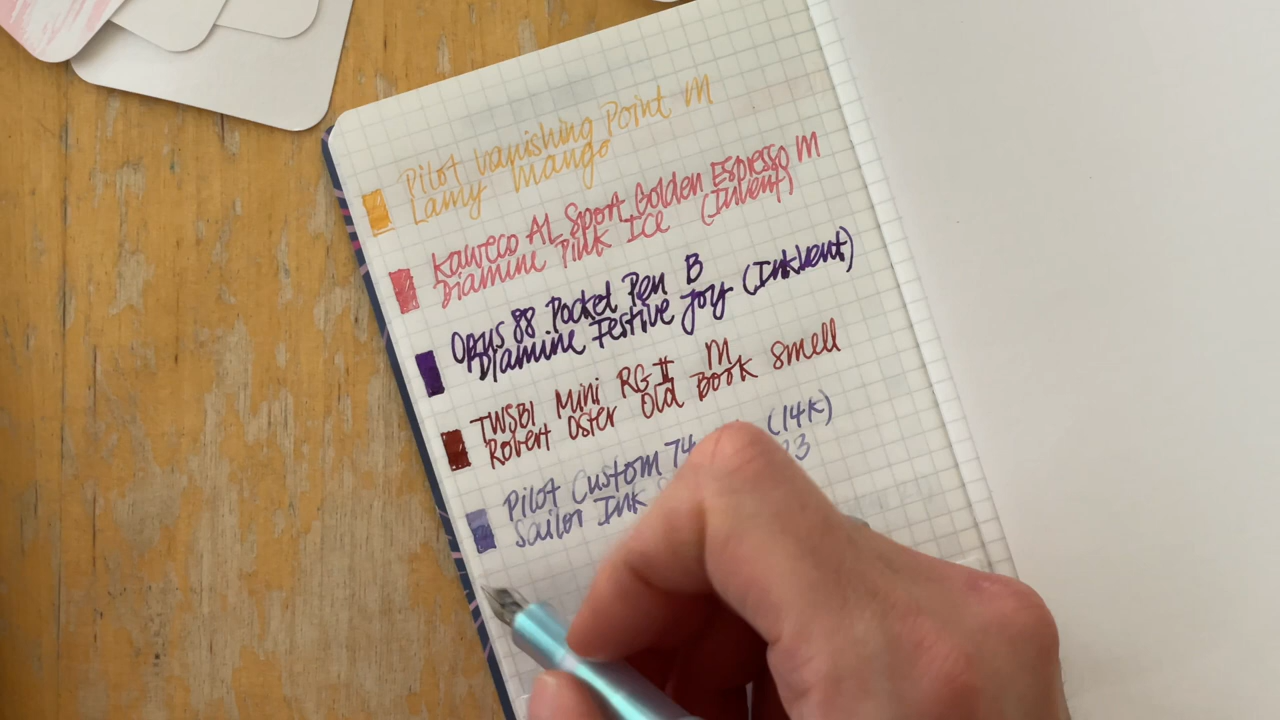 Pilot Vanishing Point M
Lamy Mango
Kaweco AL Sport Golden Espresso M
Diamine Pink Ice (Inkvent)
Opus 88 Pocket Pen B
Diamine Festive Joy (Inkvent)
TWSBI Mini RG II M
Robert Oster Old Book Smell
Pilot Custom 74 (14K)
Sailor Ink 23